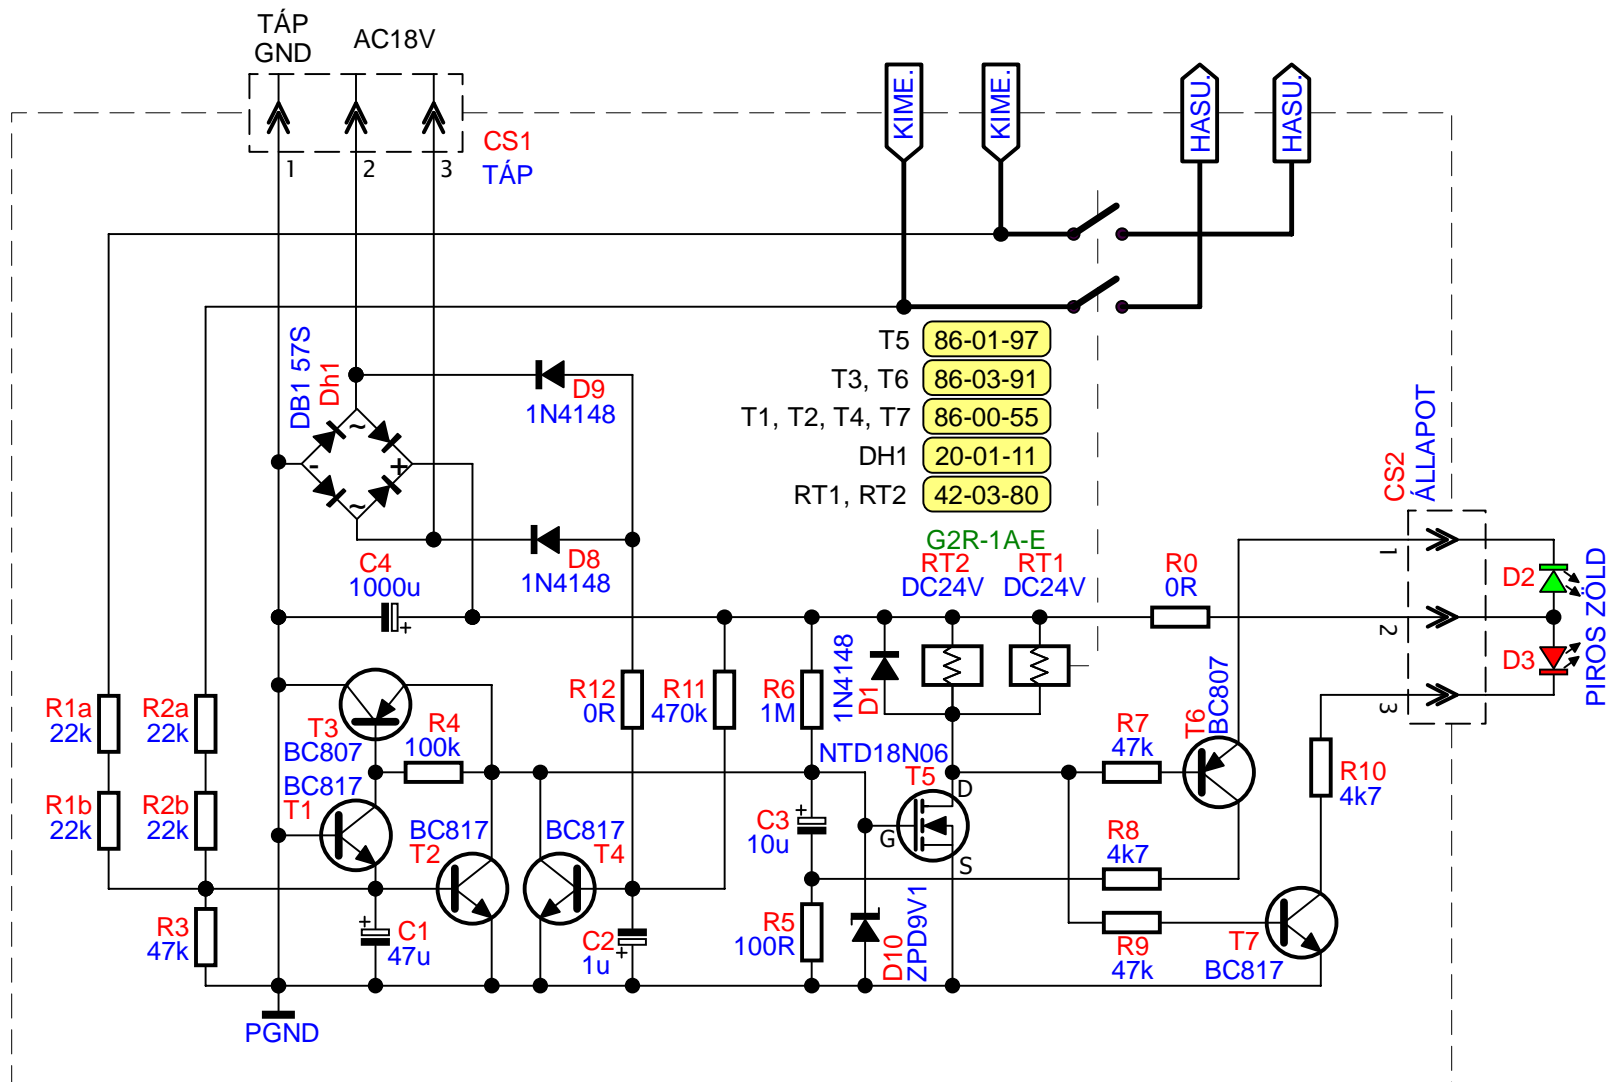 TÁP
GND
AC18V
KIME.
KIME.
HASU.
HASU.
CS1
TÁP
1
2
3
DB1 57S
Dh1
~
-
+
~
D9
1N4148
D8
1N4148
T5 86-01-97
T3, T6 86-03-91
T1, T2, T4, T7 86-00-55
DH1 20-01-11
RT1, RT2 42-03-80
G2R-1A-E
RT2
DC24V
RT1
DC24V
R0
0R
CS2
ÁLLAPOT
1
2
3
D2
D3
PIROS ZÖLD
C4
1000u
+
R1a
22k
R2a
22k
R1b
22k
R2b
22k
R3
47k
T3
BC807
R4
100k
BC817
T1
BC817
T2
BC817
T4
+
C1
47u
C2
1u
+
R12
0R
R11
470k
R6
1M
1N4148
D1
NTD18N06
T5
D
G
S
+
C3
10u
R5
100R
D10
ZPD9V1
R7
47k
T6
BC807
R8
4k7
R9
47k
T7
BC817
R10
4k7
PGND